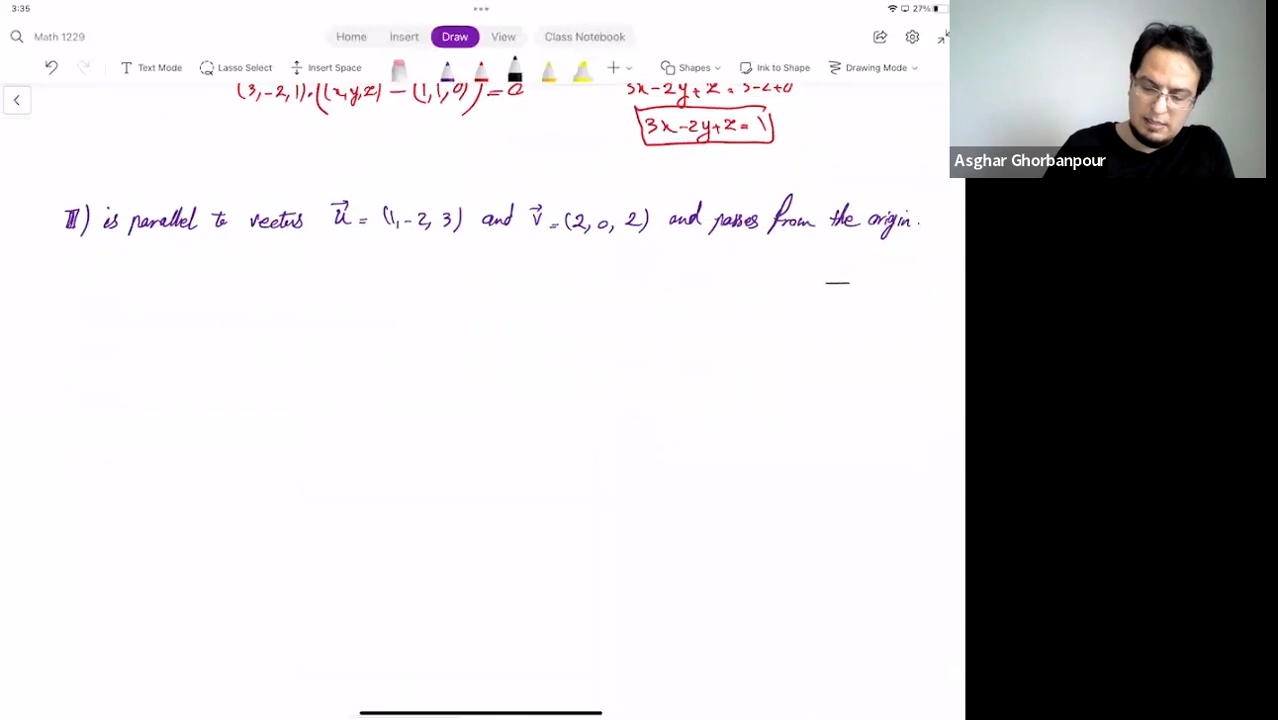 3:35
27%
Math 1229
Home Insert Draw View Class Notebook
Text Mode Lasso Select Insert Space Shapes Ink to Shape Drawing Mode
(3,-2,1)·((x,y,z) - (1,1,0)) = 0
3x-2y+z = 3-2+0
3x-2y+z = 1
Asghar Ghorbanpour
II) is parallel to vectors u⃗ = (1,-2, 3) and v⃗ = (2, 0, 2) and passes from the origin.